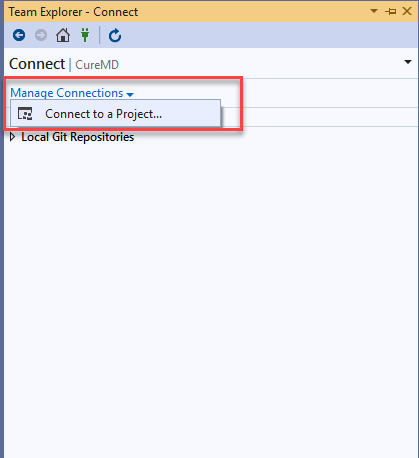 Team Explorer - Connect
Connect | CureMD
Manage Connections
Connect to a Project...
Local Git Repositories